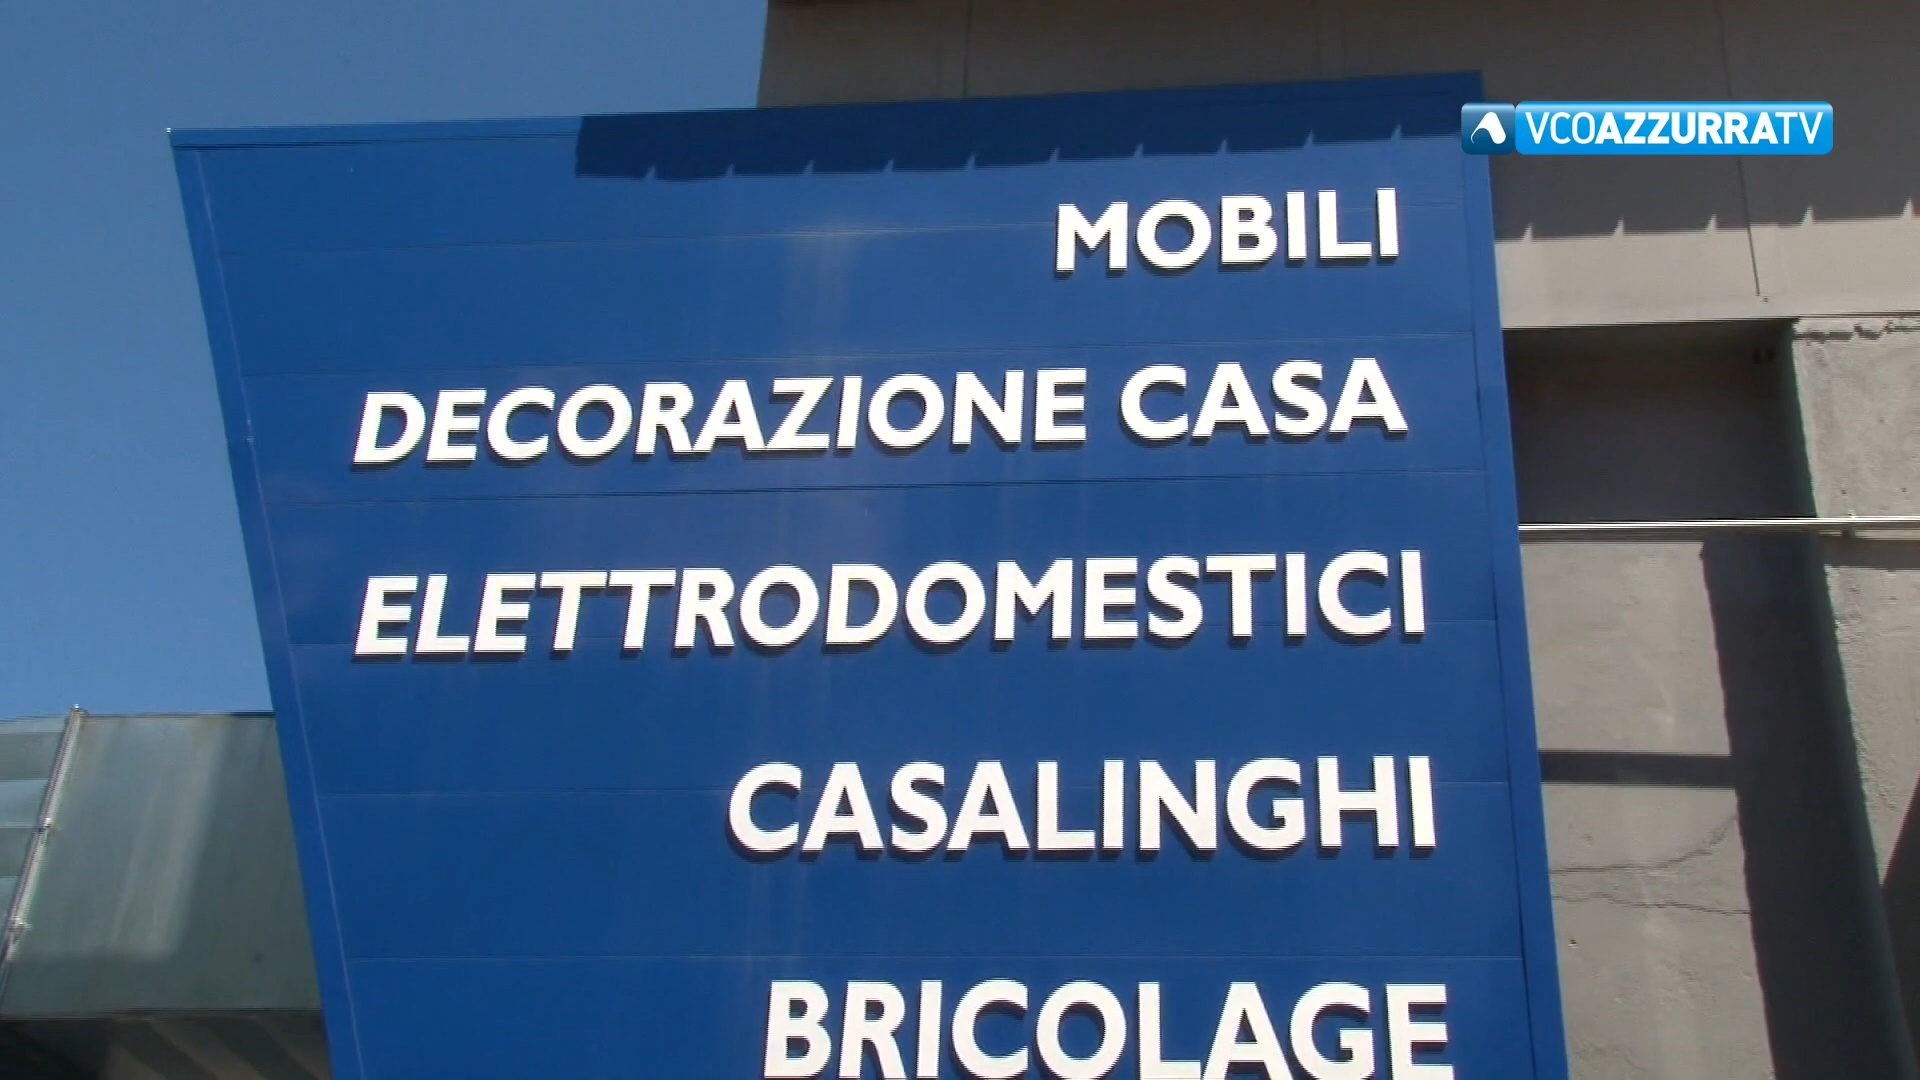 VCOAZZURRATV
MOBILI
DECORAZIONE CASA
ELETTRODOMESTICI
CASALINGHI
BRICOLAGE